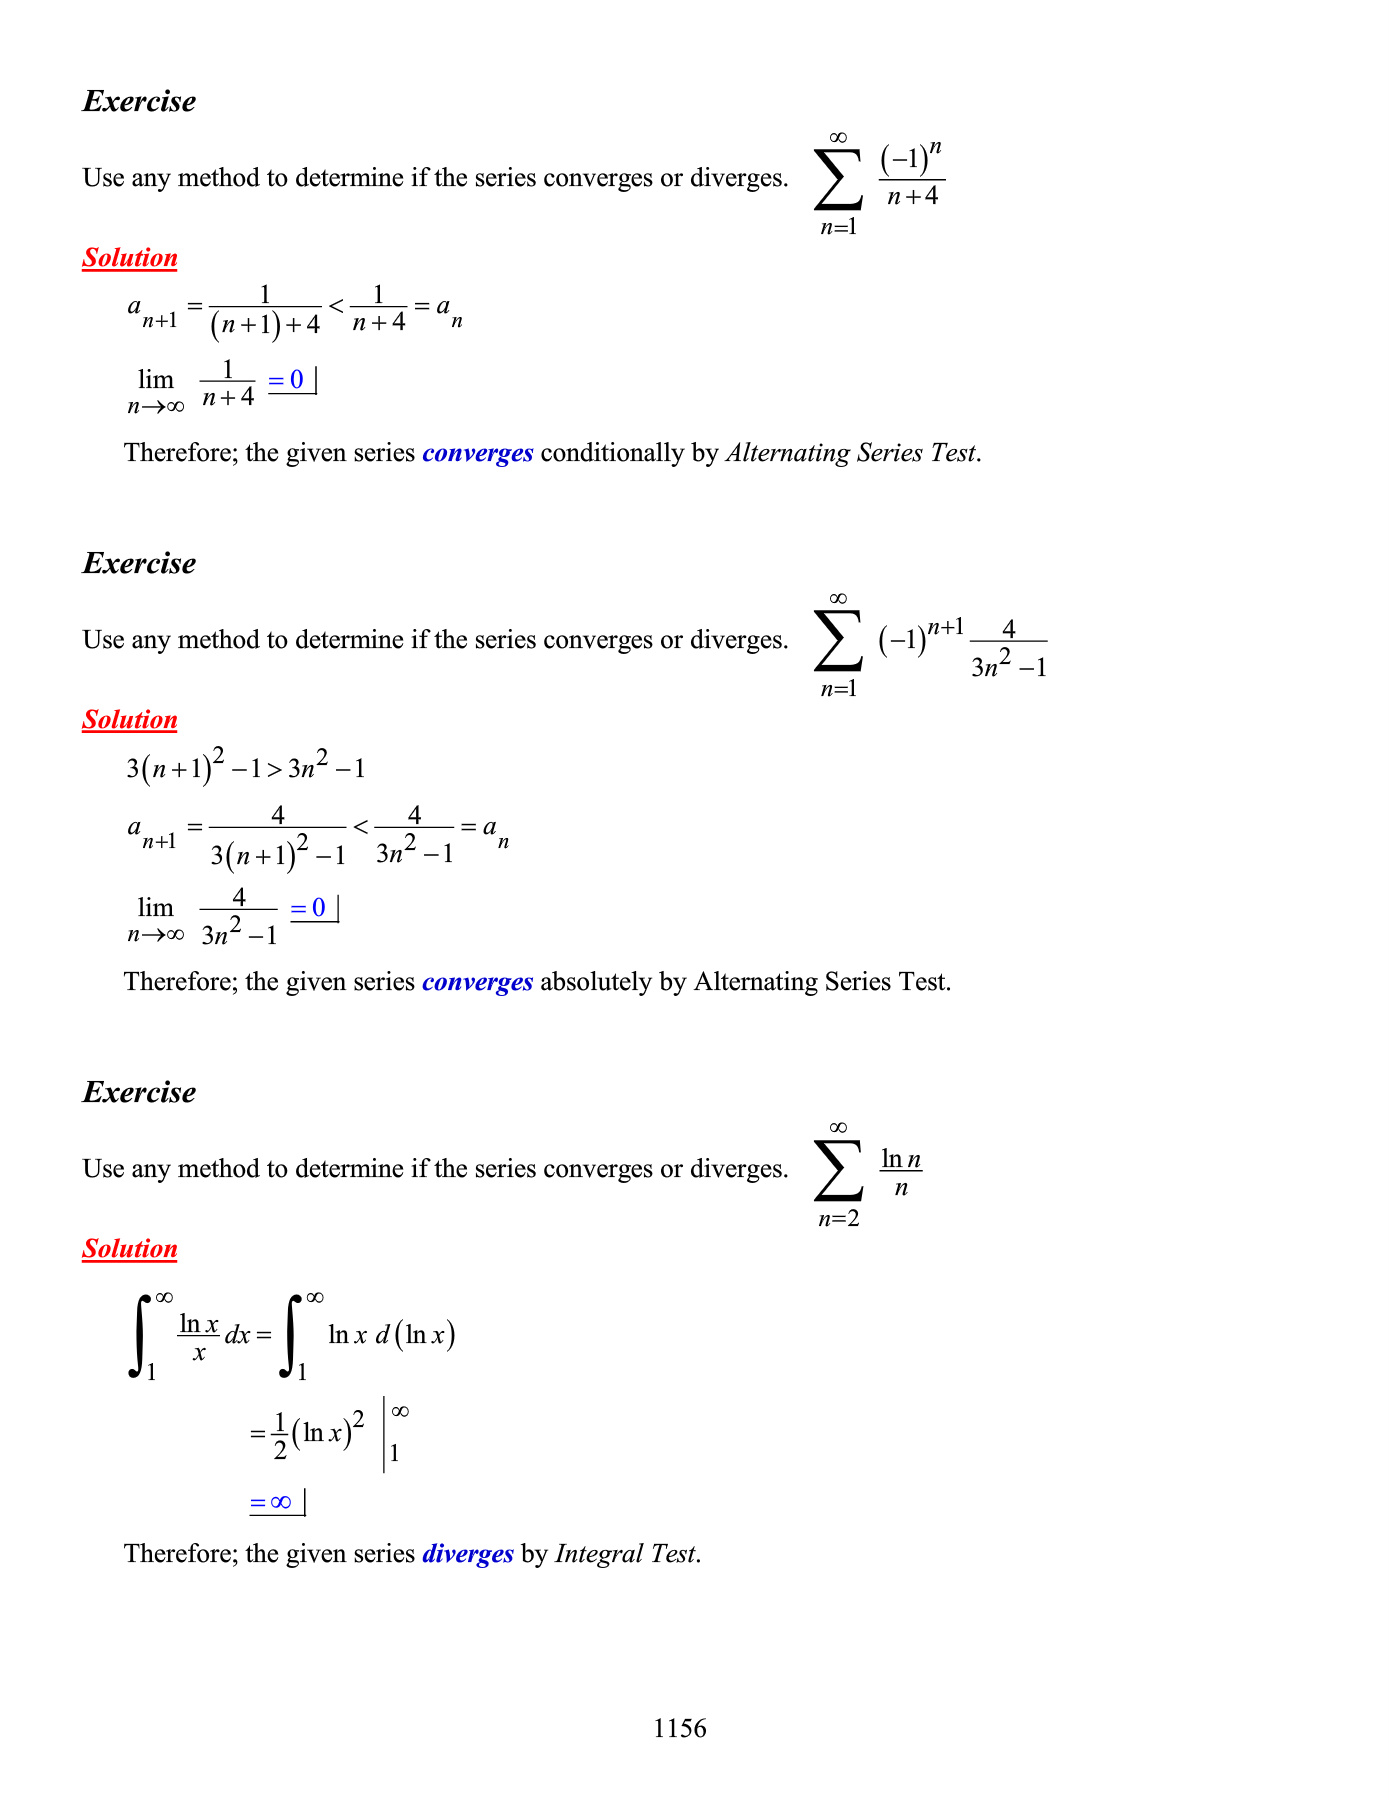 Exercise
Use any method to determine if the series converges or diverges. $\sum_{n=1}^{\infty} \frac{(-1)^n}{n+4}$
Solution
$a_{n+1} = \frac{1}{(n+1)+4} < \frac{1}{n+4} = a_n$
$\lim_{n \to \infty} \frac{1}{n+4} = 0$
Therefore; the given series converges conditionally by Alternating Series Test.
Exercise
Use any method to determine if the series converges or diverges. $\sum_{n=1}^{\infty} (-1)^{n+1} \frac{4}{3n^2-1}$
Solution
$3(n+1)^2 - 1 > 3n^2 - 1$
$a_{n+1} = \frac{4}{3(n+1)^2-1} < \frac{4}{3n^2-1} = a_n$
$\lim_{n \to \infty} \frac{4}{3n^2-1} = 0$
Therefore; the given series converges absolutely by Alternating Series Test.
Exercise
Use any method to determine if the series converges or diverges. $\sum_{n=2}^{\infty} \frac{\ln n}{n}$
Solution
$\int_1^{\infty} \frac{\ln x}{x} dx = \int_1^{\infty} \ln x \, d(\ln x)$
$= \frac{1}{2} (\ln x)^2 \Big|_1^{\infty}$
$= \infty$
Therefore; the given series diverges by Integral Test.
1156